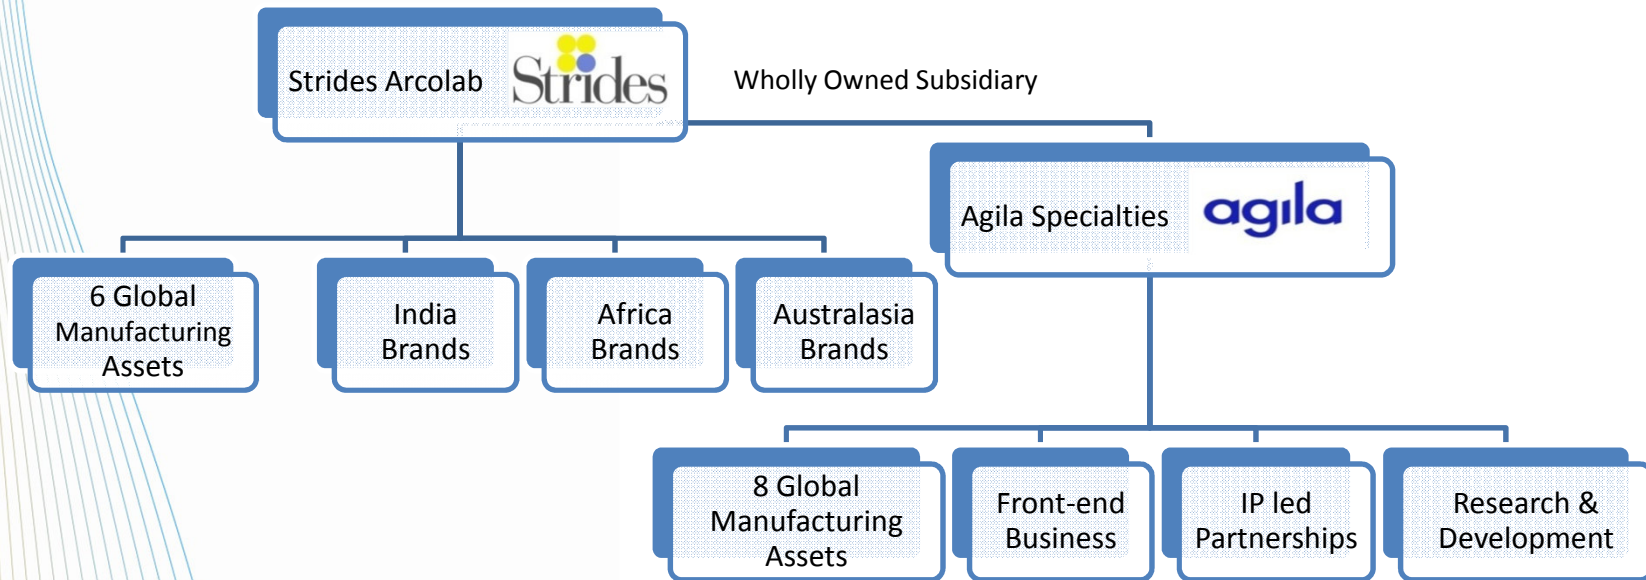 Strides Arcolab
Strides
Wholly Owned Subsidiary
Agila Specialties
agila
6 Global
Manufacturing
Assets
India
Brands
Africa
Brands
Australasia
Brands
8 Global
Manufacturing
Assets
Front-end
Business
IP led
Partnerships
Research &
Development